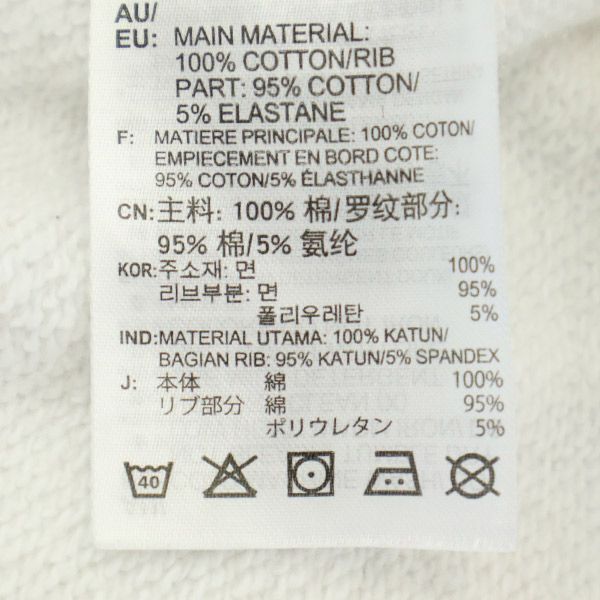 AU/
EU: MAIN MATERIAL:
100% COTTON/RIB
PART: 95% COTTON/
5% ELASTANE
F: MATIERE PRINCIPALE: 100% COTON/
EMPIECEMENT EN BORD COTE:
95% COTON/5% ÉLASTHANNE
CN: 主料: 100% 棉/罗纹部分:
95% 棉/5% 氨纶
KOR: 주소재: 면 100%
리브부분: 면 95%
폴리우레탄 5%
IND: MATERIAL UTAMA: 100% KATUN/
BAGIAN RIB: 95% KATUN/5% SPANDEX
J: 本体 綿 100%
リブ部分 綿 95%
ポリウレタン 5%
40